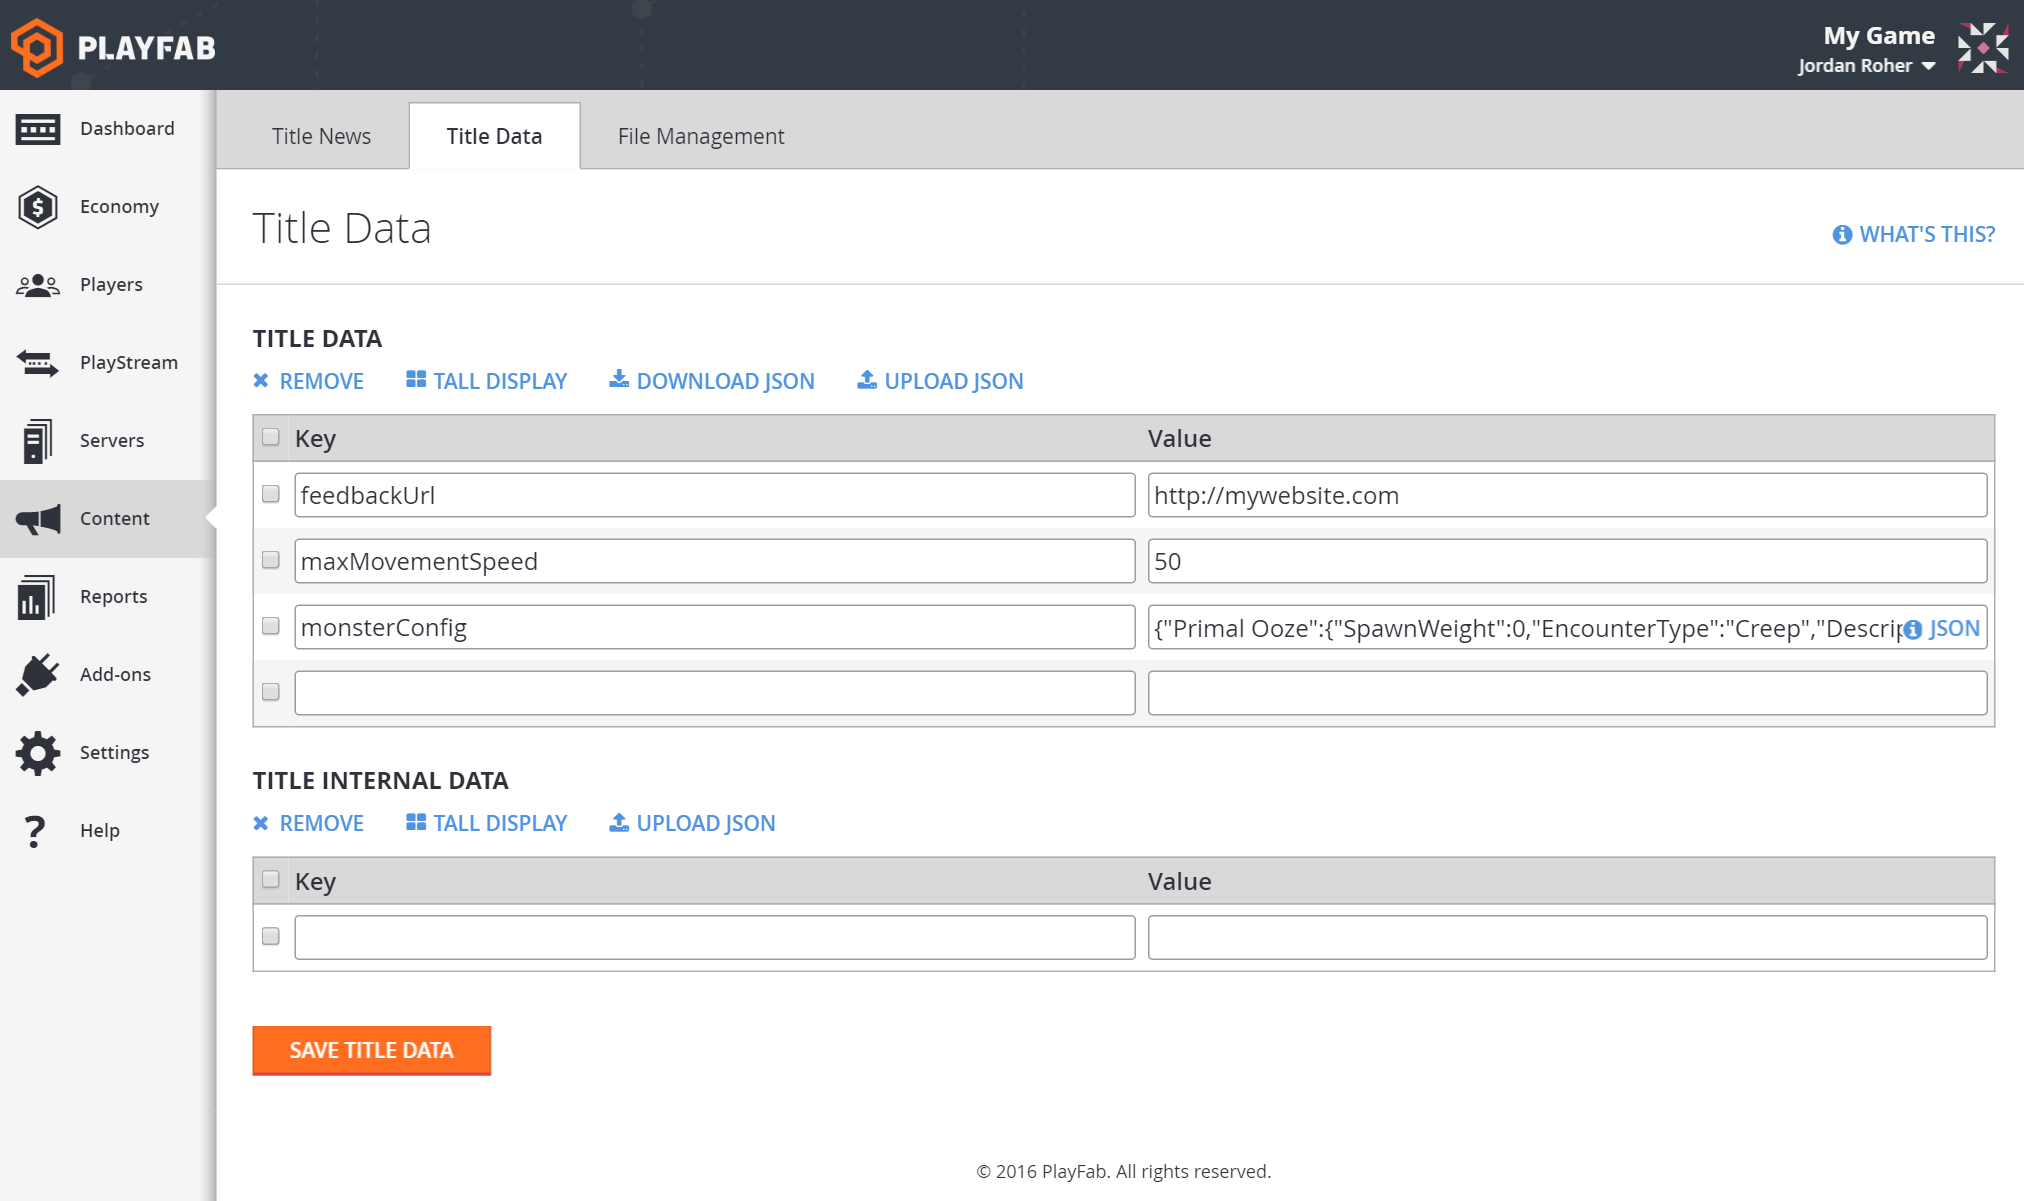 PLAYFAB
My Game
Jordan Roher
Dashboard
Economy
Players
PlayStream
Servers
Content
Reports
Add-ons
Settings
Help
Title News
Title Data
File Management
Title Data
WHAT'S THIS?
TITLE DATA
REMOVE TALL DISPLAY DOWNLOAD JSON UPLOAD JSON
Key Value
feedbackUrl http://mywebsite.com
maxMovementSpeed 50
monsterConfig {"Primal Ooze":{"SpawnWeight":0,"EncounterType":"Creep","Descrip JSON
TITLE INTERNAL DATA
REMOVE TALL DISPLAY UPLOAD JSON
Key Value
SAVE TITLE DATA
© 2016 PlayFab. All rights reserved.